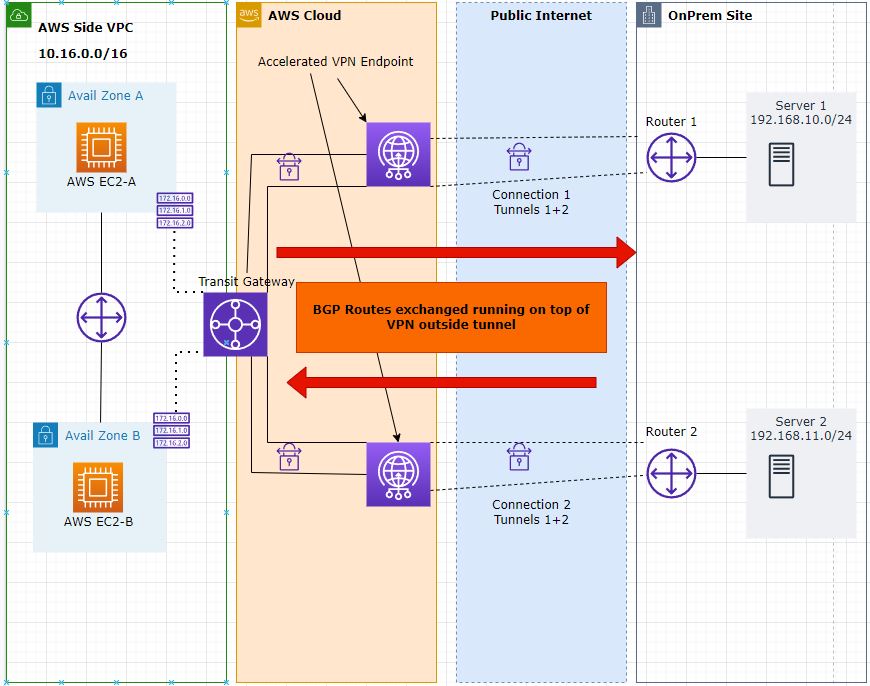 AWS Side VPC
10.16.0.0/16
Avail Zone A
AWS EC2-A
172.16.0.0
172.16.1.0
172.16.2.0
Transit Gateway
172.16.0.0
172.16.1.0
172.16.2.0
Avail Zone B
AWS EC2-B
aws
AWS Cloud
Accelerated VPN Endpoint
BGP Routes exchanged running on top of
VPN outside tunnel
Public Internet
Connection 1
Tunnels 1+2
Connection 2
Tunnels 1+2
OnPrem Site
Router 1
Server 1
192.168.10.0/24
Router 2
Server 2
192.168.11.0/24